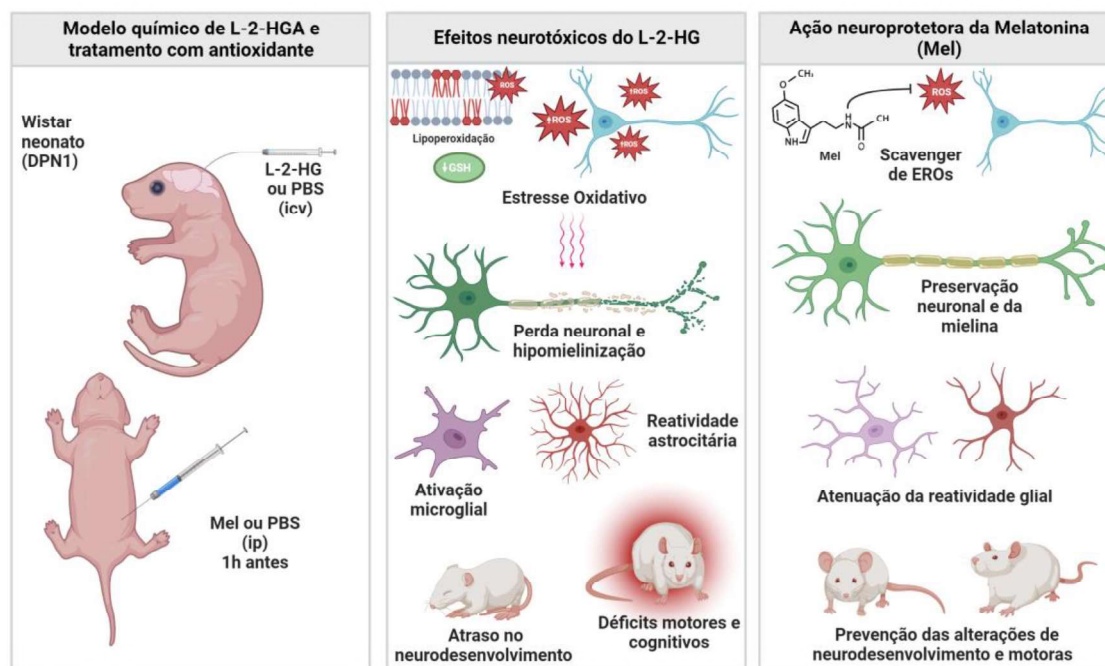 Modelo químico de L-2-HGA e
tratamento com antioxidante
Wistar
neonato
(DPN1)
L-2-HG
ou PBS
(icv)
Mel ou PBS
(ip)
1h antes
Efeitos neurotóxicos do L-2-HG
ROS
↑ROS
↑ROS
↑ROS
Lipoperoxidação
↓GSH
Estresse Oxidativo
Perda neuronal e
hipomielinização
Reatividade
astrocitária
Ativação
microglial
Atraso no
neurodesenvolvimento
Déficits motores e
cognitivos
Ação neuroprotetora da Melatonina
(Mel)
O CH₃
NH
H
N
O
CH
Mel
ROS
Scavenger
de EROs
Preservação
neuronal e da
mielina
Atenuação da reatividade glial
Prevenção das alterações de
neurodesenvolvimento e motoras